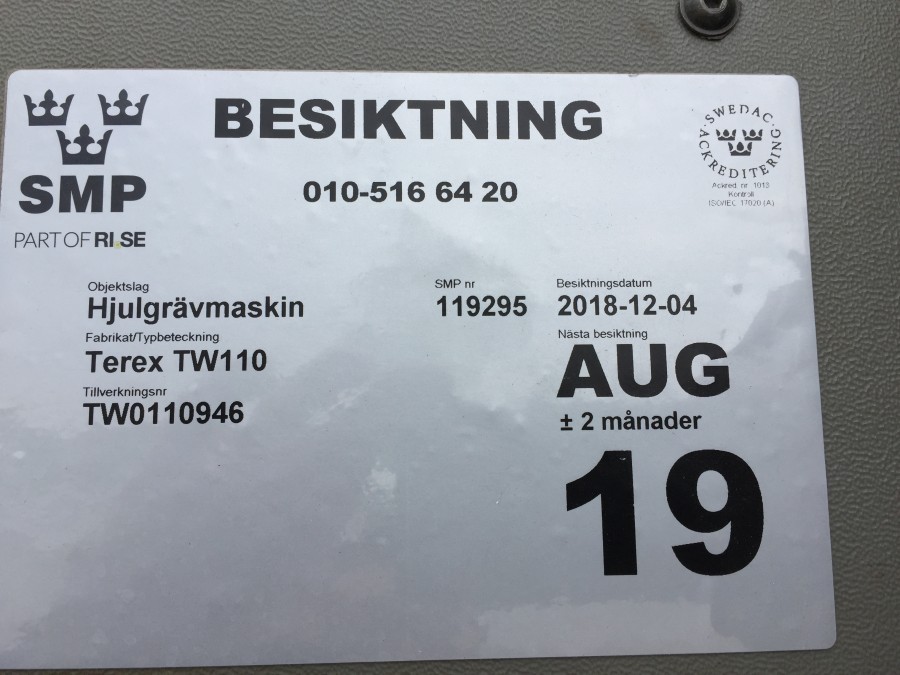 BESIKTNING
010-516 64 20
SMP
PART OF RI.SE
SWEDAC
ACKREDITERING
Ackred. nr. 1013
Kontroll
ISO/IEC 17020 (A)
Objektslag
Hjulgrävmaskin
Fabrikat/Typbeteckning
Terex TW110
Tillverkningsnr
TW0110946
SMP nr
119295
Besiktningsdatum
2018-12-04
Nästa besiktning
AUG
± 2 månader
19